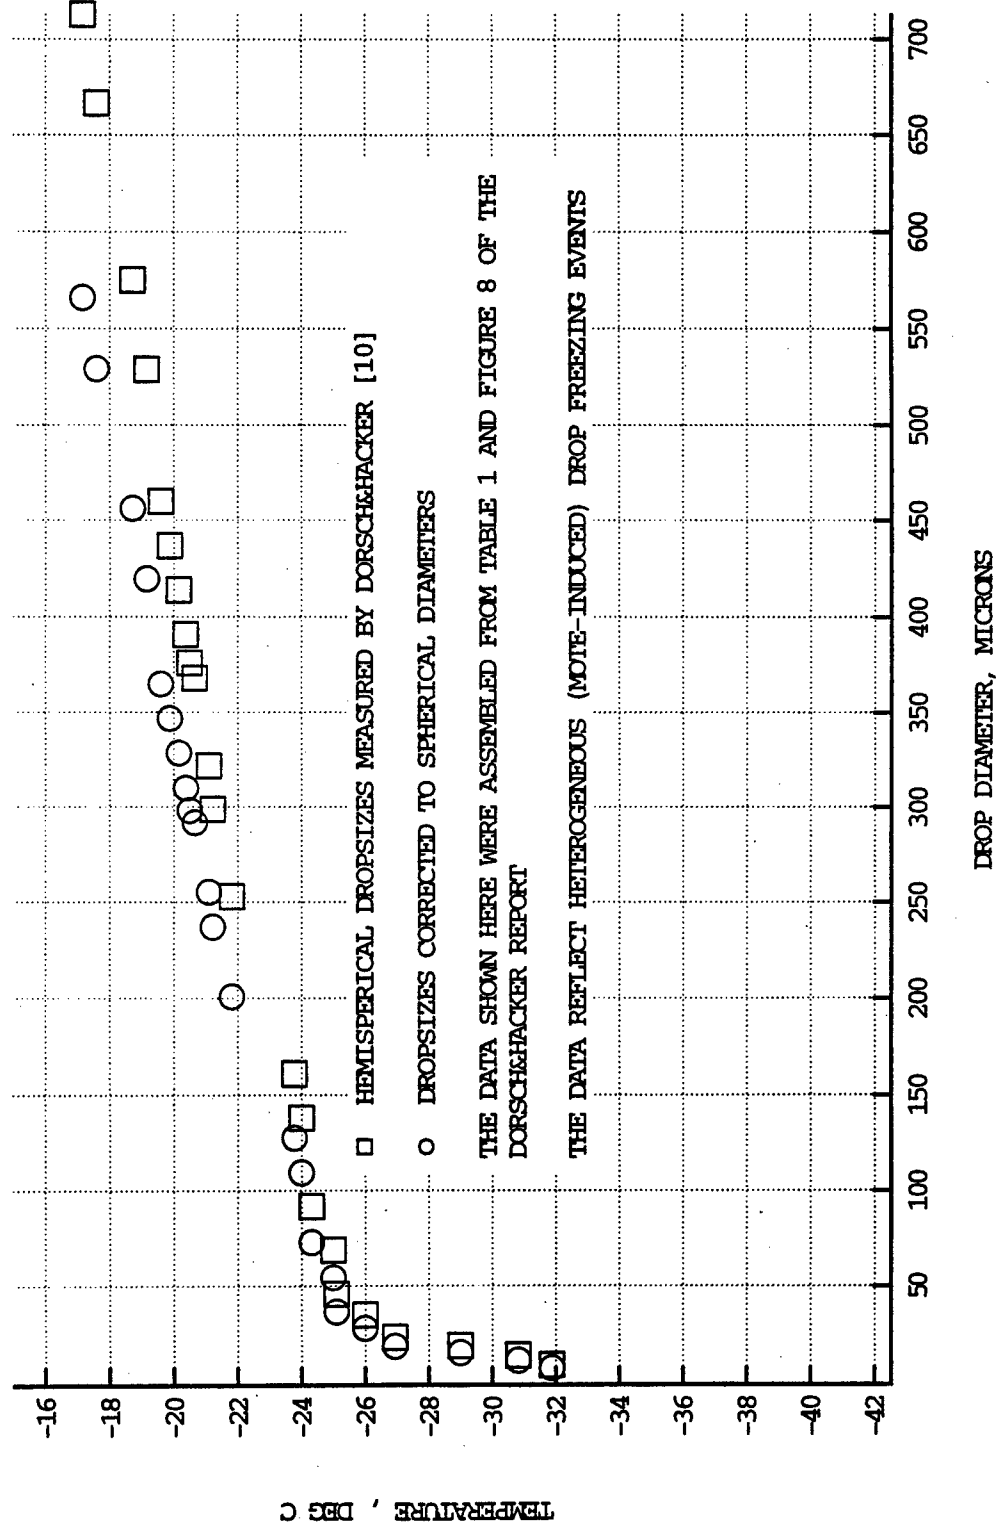 -16
-18
-20
-22
-24
-26
-28
-30
-32
-34
-36
-38
-40
-42
TEMPERATURE , DEG C
□ HEMISPERICAL DROPSIZES MEASURED BY DORSCH&HACKER [10]
○ DROPSIZES CORRECTED TO SPHERICAL DIAMETERS
THE DATA SHOWN HERE WERE ASSEMBLED FROM TABLE 1 AND FIGURE 8 OF THE
DORSCH&HACKER REPORT
THE DATA REFLECT HETEROGENEOUS (MOTE-INDUCED) DROP FREEZING EVENTS
50 100 150 200 250 300 350 400 450 500 550 600 650 700
DROP DIAMETER, MICRONS